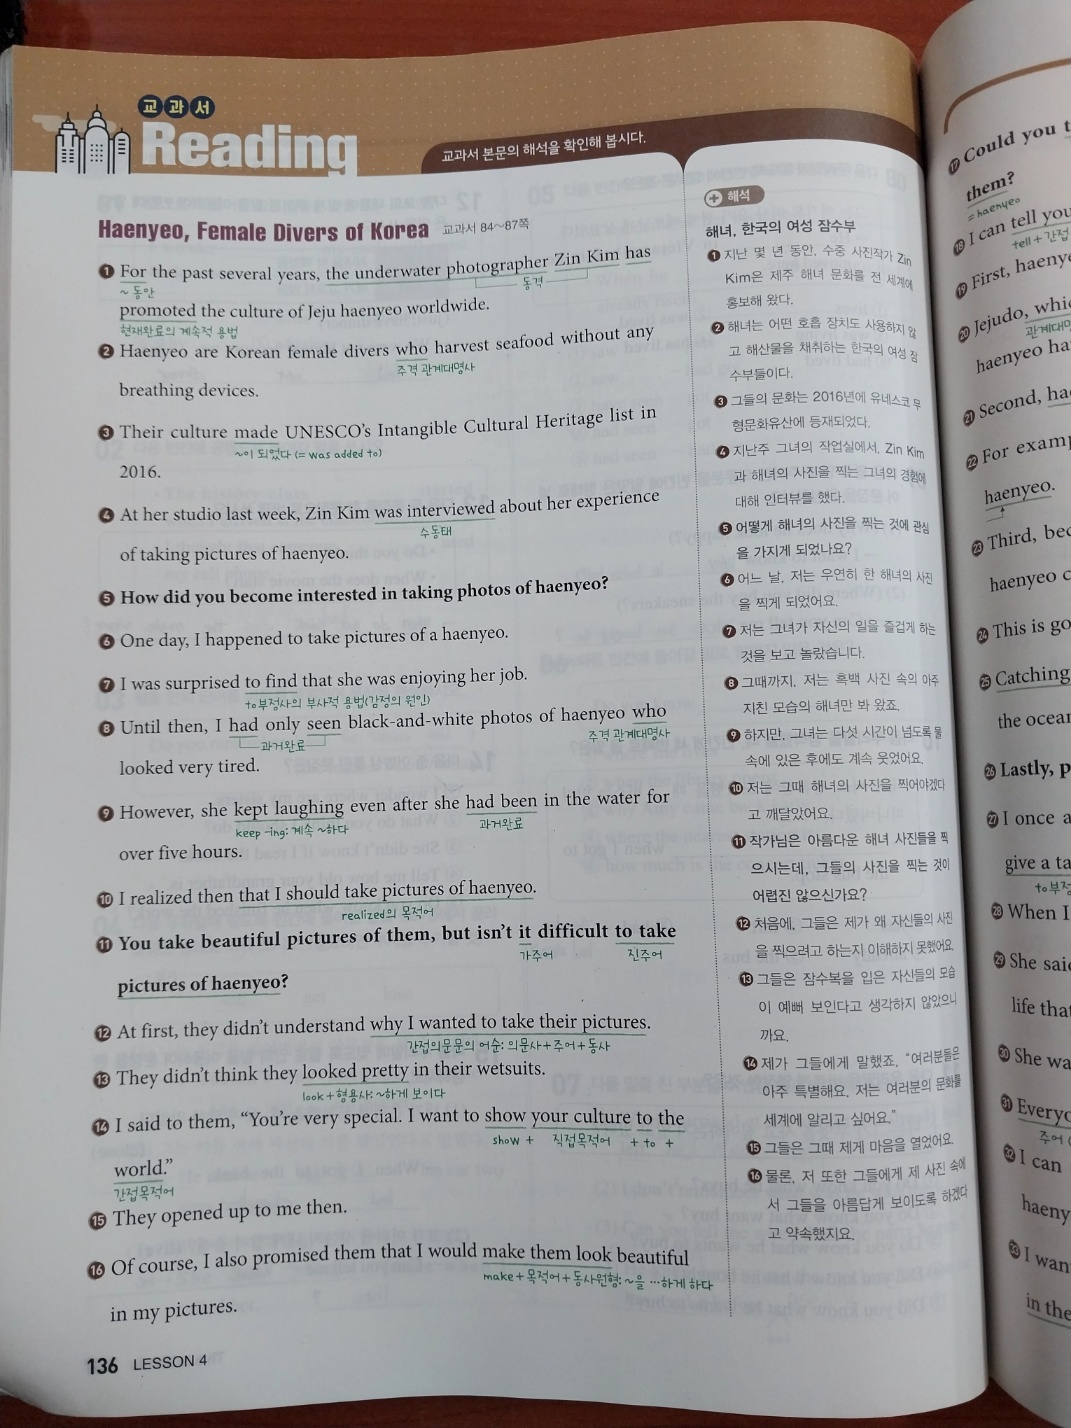 교과서
Reading
교과서 본문의 해석을 확인해 봅시다.
Haenyeo, Female Divers of Korea 교과서 84~87쪽
❶ For the past several years, the underwater photographer Zin Kim has
~동안
동격
promoted the culture of Jeju haenyeo worldwide.
현재완료의 계속적 용법
❷ Haenyeo are Korean female divers who harvest seafood without any
주격 관계대명사
breathing devices.
❸ Their culture made UNESCO’s Intangible Cultural Heritage list in
~이 되었다 (= was added to)
2016.
❹ At her studio last week, Zin Kim was interviewed about her experience
수동태
of taking pictures of haenyeo.
❺ How did you become interested in taking photos of haenyeo?
❻ One day, I happened to take pictures of a haenyeo.
❼ I was surprised to find that she was enjoying her job.
to부정사의 부사적 용법(감정의 원인)
❽ Until then, I had only seen black-and-white photos of haenyeo who
과거완료
주격 관계대명사
looked very tired.
❾ However, she kept laughing even after she had been in the water for
keep -ing: 계속 ~하다
과거완료
over five hours.
❿ I realized then that I should take pictures of haenyeo.
realized의 목적어
⓫ You take beautiful pictures of them, but isn’t it difficult to take
가주어
진주어
pictures of haenyeo?
⓬ At first, they didn’t understand why I wanted to take their pictures.
간접의문문의 어순: 의문사+주어+동사
⓭ They didn’t think they looked pretty in their wetsuits.
look+형용사: ~하게 보이다
⓮ I said to them, “You’re very special. I want to show your culture to the
show + 직접목적어 + to +
world.”
간접목적어
⓯ They opened up to me then.
⓰ Of course, I also promised them that I would make them look beautiful
make+목적어+동사원형: ~을 …하게 하다
in my pictures.
136 LESSON 4
해석
해녀, 한국의 여성 잠수부
❶ 지난 몇 년 동안, 수중 사진작가 Zin
Kim은 제주 해녀 문화를 전 세계에
홍보해 왔다.
❷ 해녀는 어떤 호흡 장치도 사용하지 않
고 해산물을 채취하는 한국의 여성 잠
수부들이다.
❸ 그들의 문화는 2016년에 유네스코 무
형문화유산에 등재되었다.
❹ 지난주 그녀의 작업실에서, Zin Kim
과 해녀의 사진을 찍는 그녀의 경험에
대해 인터뷰를 했다.
❺ 어떻게 해녀의 사진을 찍는 것에 관심
을 가지게 되었나요?
❻ 어느 날, 저는 우연히 한 해녀의 사진
을 찍게 되었어요.
❼ 저는 그녀가 자신의 일을 즐겁게 하는
것을 보고 놀랐습니다.
❽ 그때까지, 저는 흑백 사진 속의 아주
지친 모습의 해녀만 봐 왔죠.
❾ 하지만, 그녀는 다섯 시간이 넘도록 물
속에 있은 후에도 계속 웃었어요.
❿ 저는 그때 해녀의 사진을 찍어야겠다
고 깨달았어요.
⓫ 작가님은 아름다운 해녀 사진들을 찍
으시는데, 그들의 사진을 찍는 것이
어렵진 않으신가요?
⓬ 처음에, 그들은 제가 왜 자신들의 사진
을 찍으려고 하는지 이해하지 못했어요.
⓭ 그들은 잠수복을 입은 자신들의 모습
이 예뻐 보인다고 생각하지 않았으니
까요.
⓮ 제가 그들에게 말했죠. “여러분들은
아주 특별해요. 저는 여러분의 문화를
세계에 알리고 싶어요.”
⓯ 그들은 그때 제게 마음을 열었어요.
⓰ 물론, 저 또한 그들에게 제 사진 속에
서 그들을 아름답게 보이도록 하겠다
고 약속했지요.
⓱ Could you t
them?
= haenyeo
⓲ I can tell you
tell + 간접
⓳ First, haenye
⓴ Jejudo, whic
관계대명
haenyeo ha
㉑ Second, hae
㉒ For examp
haenyeo.
㉓ Third, bec
haenyeo c
㉔ This is go
㉕ Catching
the ocean
㉖ Lastly, p
㉗ I once a
give a ta
to부정
㉘ When I
㉙ She said
life that
㉚ She wa
㉛ Everyo
주어 (
㉜ I can
haeny
㉝ I wan
in the